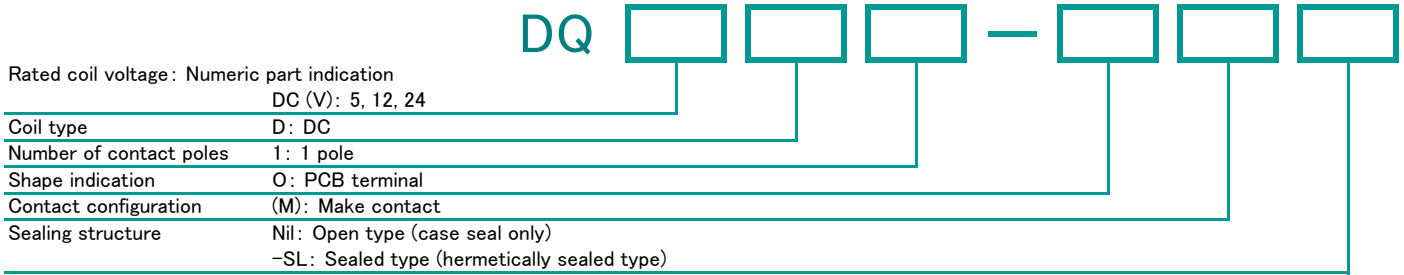 DQ —
Rated coil voltage: Numeric part indication
DC (V): 5, 12, 24
Coil type D: DC
Number of contact poles 1: 1 pole
Shape indication O: PCB terminal
Contact configuration (M): Make contact
Sealing structure Nil: Open type (case seal only)
-SL: Sealed type (hermetically sealed type)